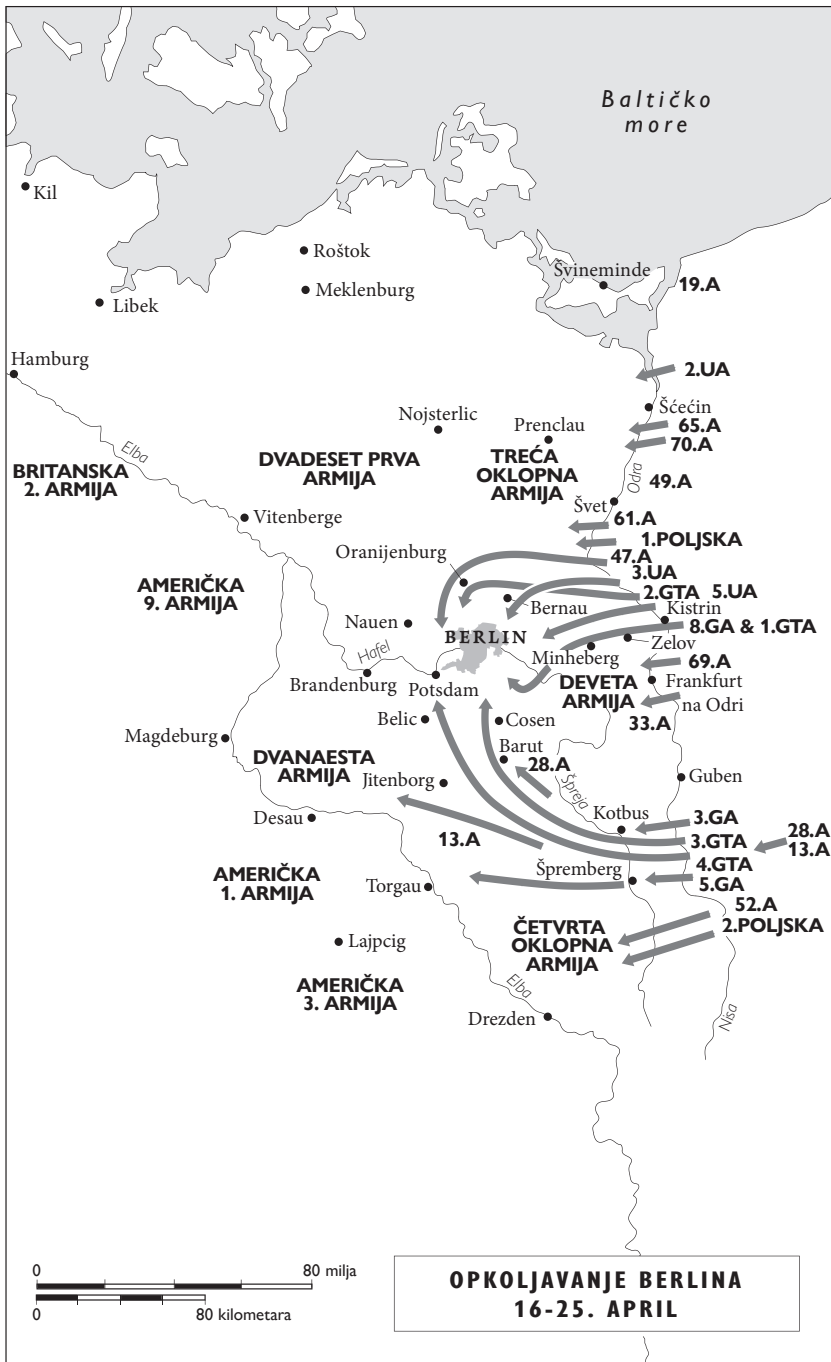 Baltičko
more
Kil
Roštok
Meklenburg
Libek
Švineminde
19.A
Hamburg
2.UA
Šćećin
65.A
70.A
Nojsterlic
Prenclau
Elba
BRITANSKA
2. ARMIJA
DVADESET PRVA
ARMIJA
TREĆA
OKLOPNA
ARMIJA
Odra
49.A
Švet
61.A
Vitenberge
1.POLJSKA
Oranijenburg
47.A
3.UA
AMERIČKA
9. ARMIJA
2.GTA
5.UA
Bernau
Kistrin
Nauen
BERLIN
8.GA & 1.GTA
Zelov
Hafel
Minheberg
69.A
Brandenburg
Potsdam
DEVETA
ARMIJA
Frankfurt
na Odri
33.A
Belic
Cosen
Magdeburg
Barut
28.A
DVANAESTA
ARMIJA
Jitenborg
Špreja
Guben
Desau
Kotbus
3.GA
13.A
3.GTA
28.A
13.A
4.GTA
Špremberg
5.GA
AMERIČKA
1. ARMIJA
Torgau
52.A
2.POLJSKA
ČETVRTA
OKLOPNA
ARMIJA
Lajpcig
AMERIČKA
3. ARMIJA
Elba
Drezden
Nisa
0
80 milja
0
80 kilometara
OPKOLJAVANJE BERLINA
16-25. APRIL